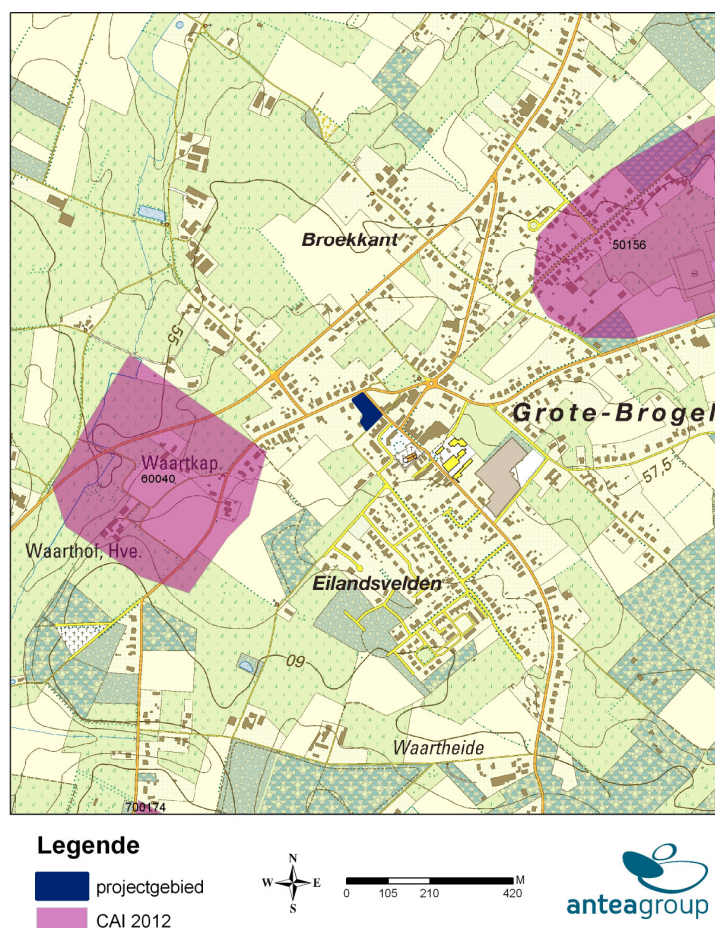 Broekkant
50156
55
Grote-Brogel
Waartkap.
60040
57,5
Waarthof. Hve.
Eilandsvelden
60
Waartheide
700174
Legende
projectgebied
CAI 2012
N
W E
S
M
0 105 210 420
anteagroup